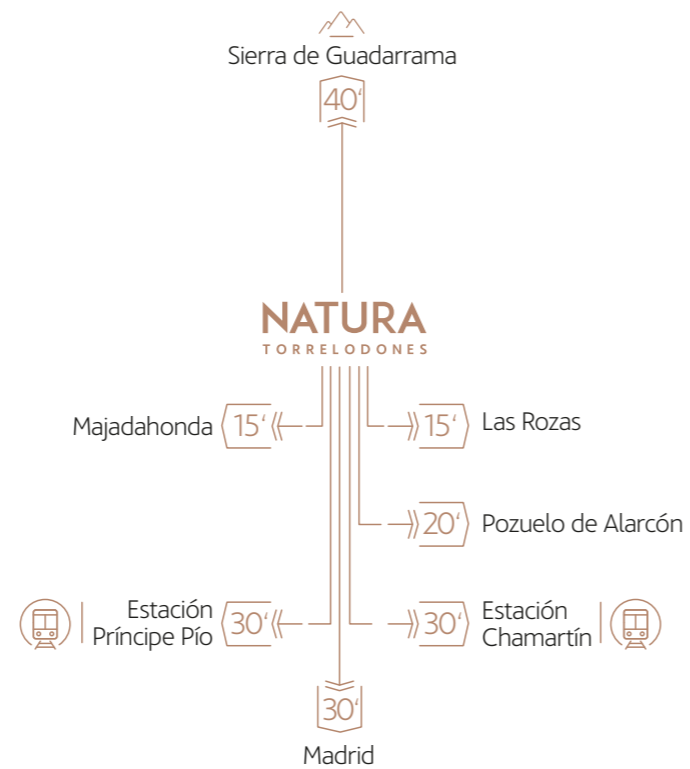 Sierra de Guadarrama
40‘
NATURA
TORRELODONES
Majadahonda 15‘
15‘ Las Rozas
20‘ Pozuelo de Alarcón
Estación
Príncipe Pío
30‘
30‘
Estación
Chamartín
30‘
Madrid